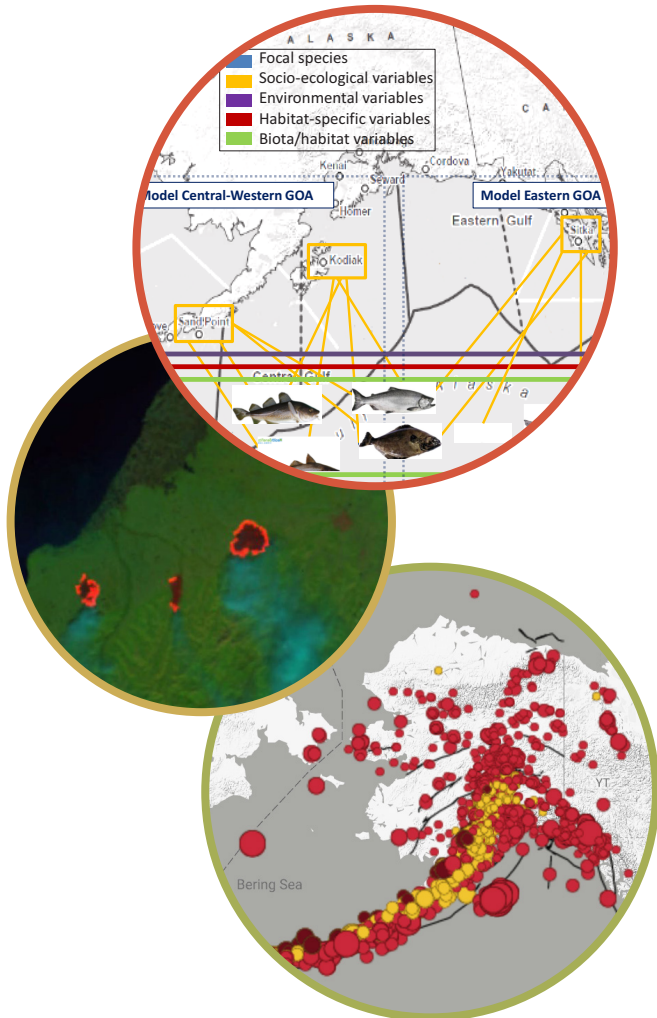 A L A S K A
Focal species
Socio-ecological variables
Environmental variables
Habitat-specific variables
Biota/habitat variables
C A
Kenai
Cordova
Yakutat
Seward
Model Central-Western GOA
Model Eastern GOA
Homer
Eastern Gulf
Sitka
Kodiak
Sand Point
Central Gulf
a s k a
YT
Bering Sea